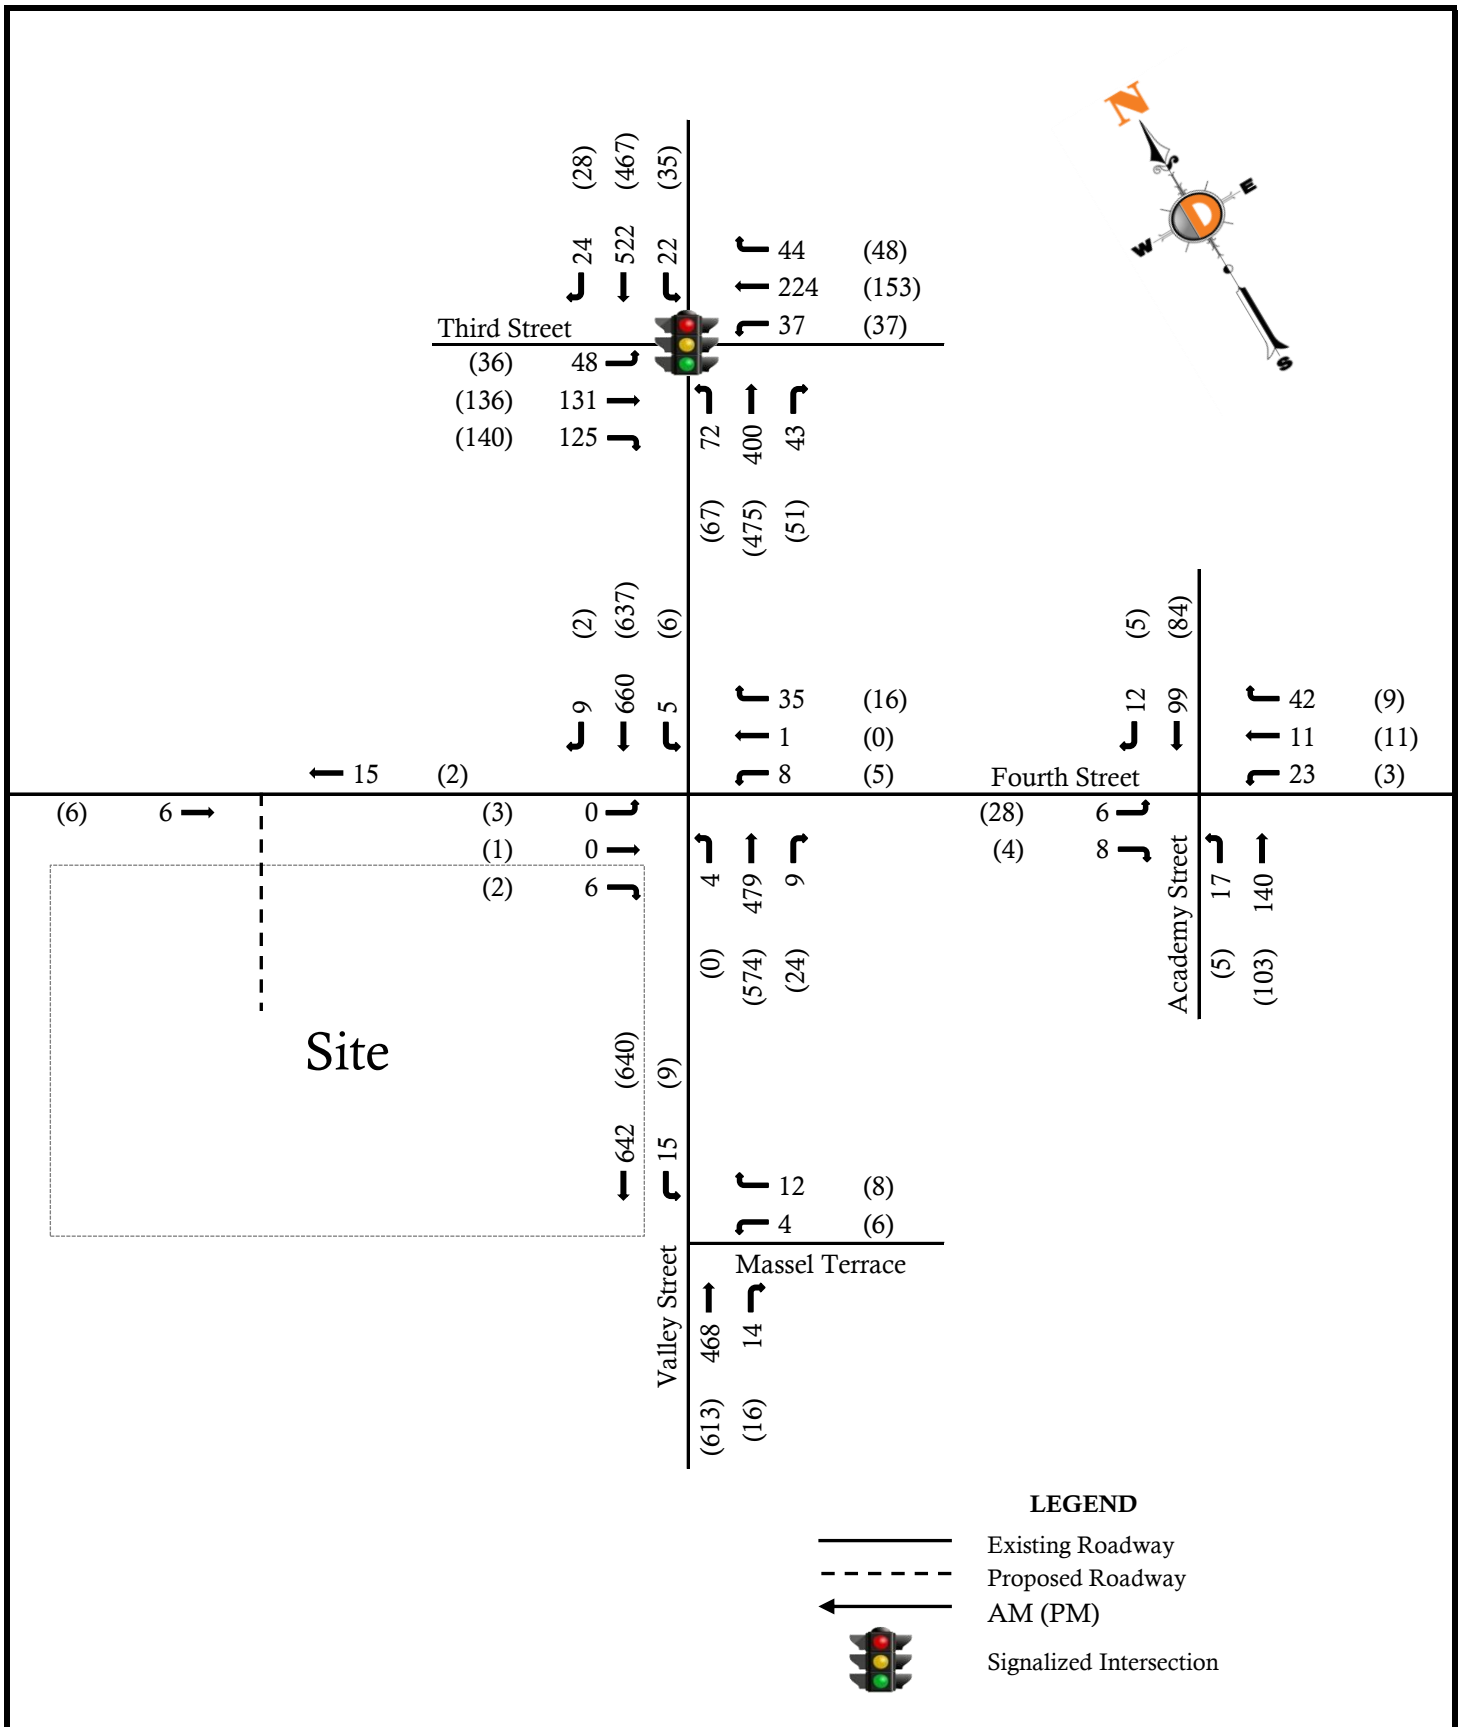 N
E
W
S
D
(28) (467) (35)
24 522 22
44 (48)
224 (153)
37 (37)
Third Street
(36) 48
(136) 131
(140) 125
72 400 43
(67) (475) (51)
(2) (637) (6)
9 660 5
35 (16)
1 (0)
8 (5)
(5) (84)
12 99
42 (9)
11 (11)
23 (3)
15 (2)
Fourth Street
(6) 6
(3) 0
(1) 0
(2) 6
(28) 6
(4) 8
4 479 9
(0) (574) (24)
Academy Street
17 140
(5) (103)
Site
(640) (9)
642 15
12 (8)
4 (6)
Massel Terrace
Valley Street
468 14
(613) (16)
LEGEND
Existing Roadway
Proposed Roadway
AM (PM)
Signalized Intersection